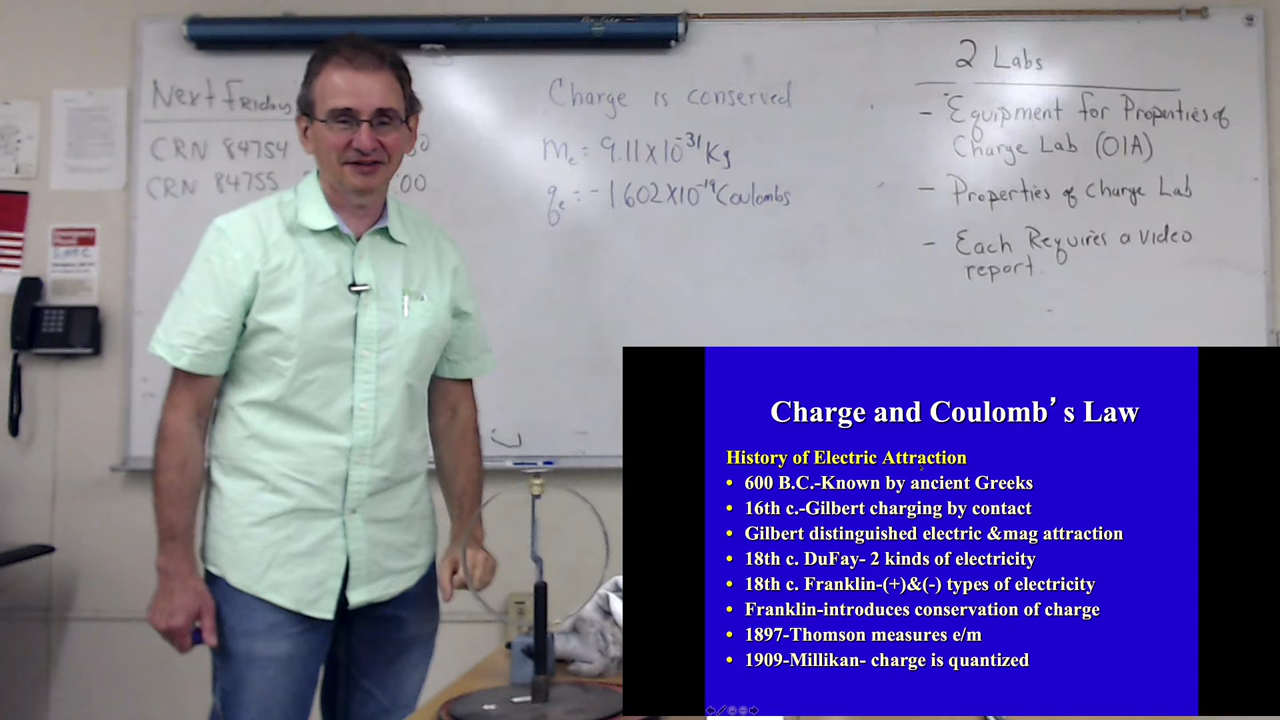 Next Friday
CRN 84754
CRN 84755
00
Charge is conserved
me = 9.11X10-31 Kg
qe = -1.602X10-19 Coulombs
2 Labs
- Equipment for Properties of
Charge Lab (01A)
- Properties of Charge Lab
- Each Requires a video
report.
Charge and Coulomb's Law
History of Electric Attraction
• 600 B.C.-Known by ancient Greeks
• 16th c.-Gilbert charging by contact
• Gilbert distinguished electric &mag attraction
• 18th c. DuFay- 2 kinds of electricity
• 18th c. Franklin-(+)&(-) types of electricity
• Franklin-introduces conservation of charge
• 1897-Thomson measures e/m
• 1909-Millikan- charge is quantized